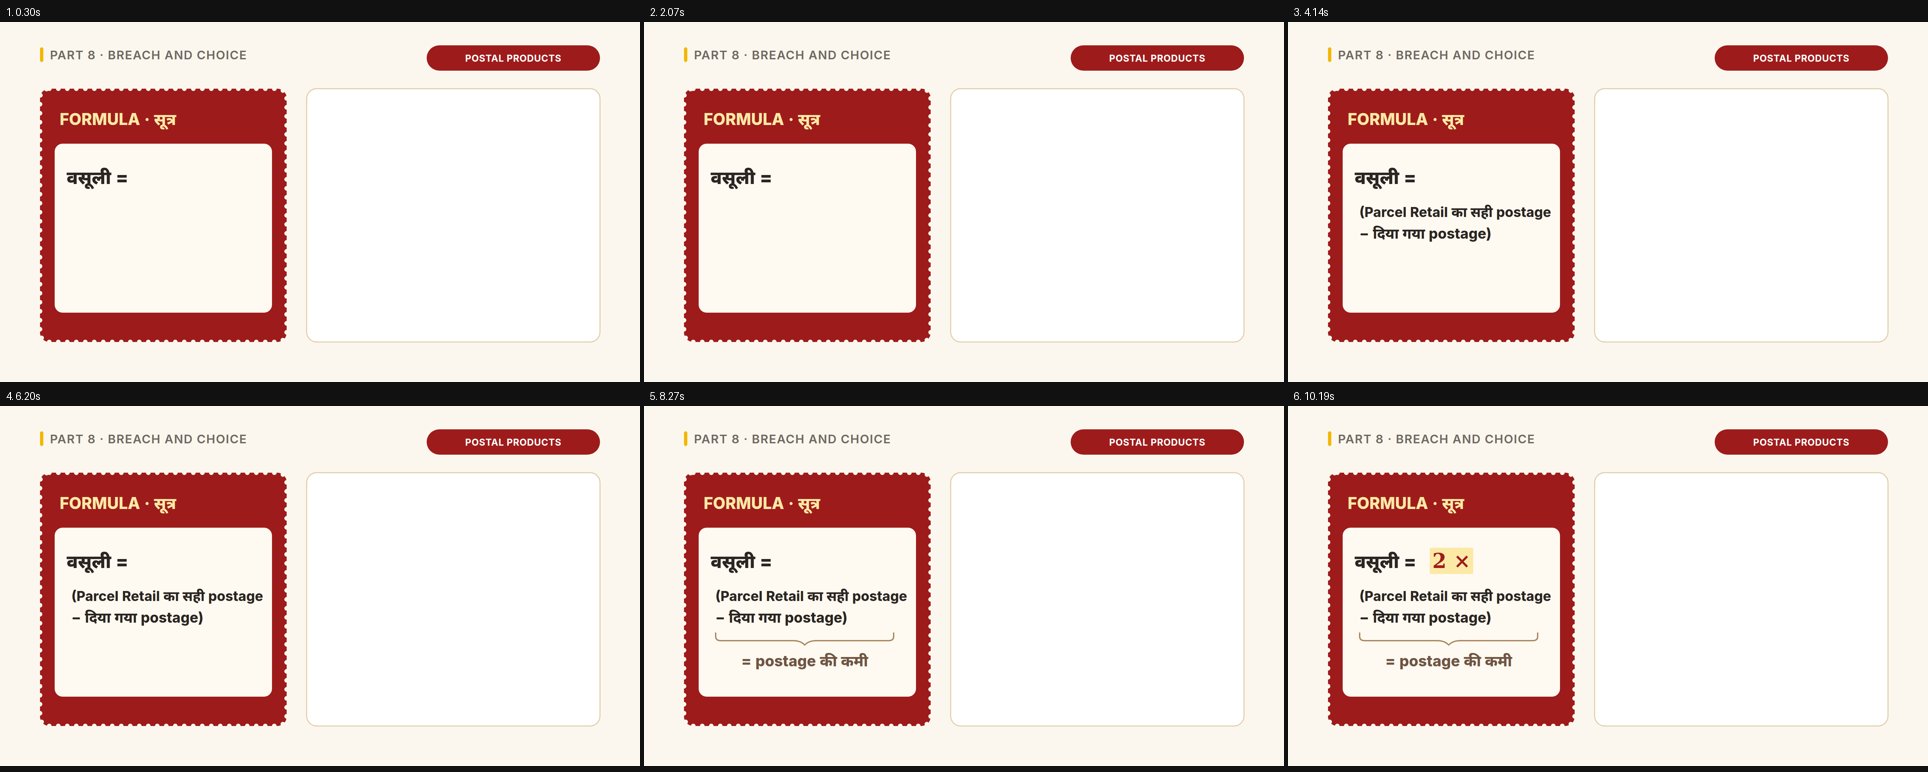 1. 0.30s
PART 8 · BREACH AND CHOICE
POSTAL PRODUCTS
FORMULA · सूत्र
वसूली =
2. 2.07s
PART 8 · BREACH AND CHOICE
POSTAL PRODUCTS
FORMULA · सूत्र
वसूली =
3. 4.14s
PART 8 · BREACH AND CHOICE
POSTAL PRODUCTS
FORMULA · सूत्र
वसूली =
(Parcel Retail का सही postage
– दिया गया postage)
4. 6.20s
PART 8 · BREACH AND CHOICE
POSTAL PRODUCTS
FORMULA · सूत्र
वसूली =
(Parcel Retail का सही postage
– दिया गया postage)
5. 8.27s
PART 8 · BREACH AND CHOICE
POSTAL PRODUCTS
FORMULA · सूत्र
वसूली =
(Parcel Retail का सही postage
– दिया गया postage)
= postage की कमी
6. 10.19s
PART 8 · BREACH AND CHOICE
POSTAL PRODUCTS
FORMULA · सूत्र
वसूली = 2 ×
(Parcel Retail का सही postage
– दिया गया postage)
= postage की कमी